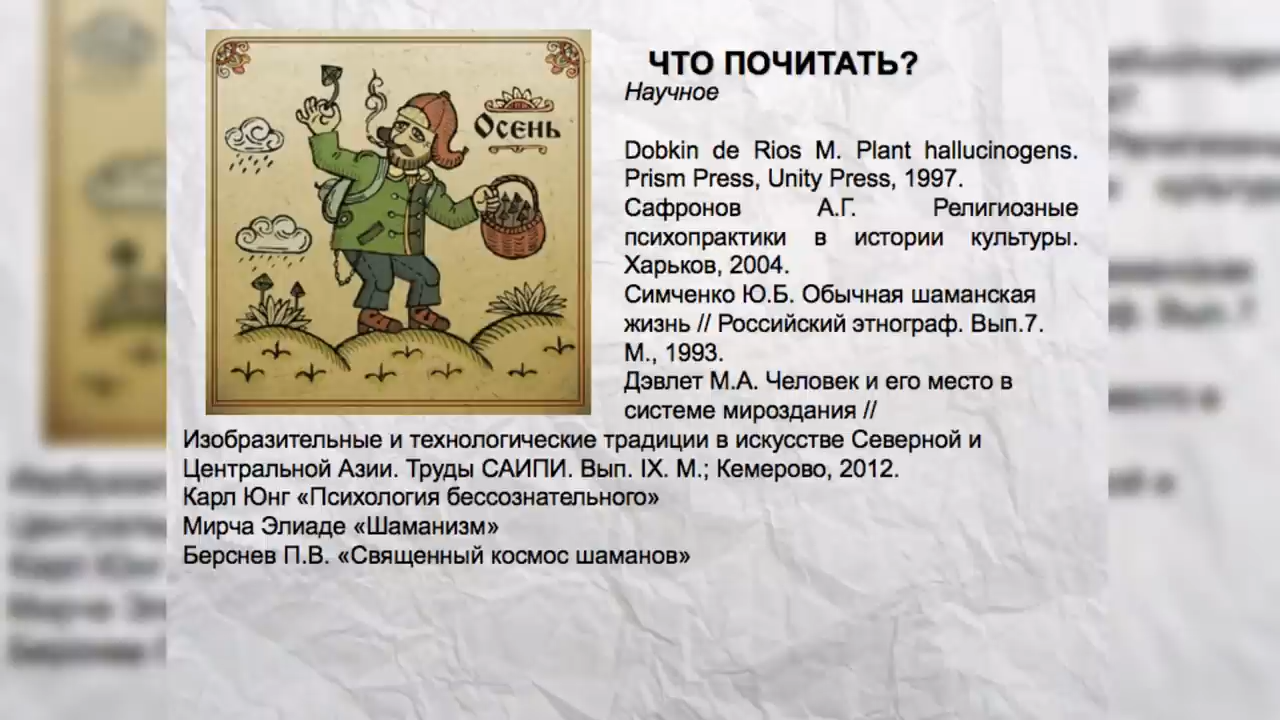 Осень
ЧТО ПОЧИТАТЬ?
Научное
Dobkin de Rios M. Plant hallucinogens.
Prism Press, Unity Press, 1997.
Сафронов А.Г. Религиозные
психопрактики в истории культуры.
Харьков, 2004.
Симченко Ю.Б. Обычная шаманская
жизнь // Российский этнограф. Вып.7.
М., 1993.
Дэвлет М.А. Человек и его место в
системе мироздания //
Изобразительные и технологические традиции в искусстве Северной и
Центральной Азии. Труды САИПИ. Вып. IX. М.; Кемерово, 2012.
Карл Юнг «Психология бессознательного»
Мирча Элиаде «Шаманизм»
Берснев П.В. «Священный космос шаманов»